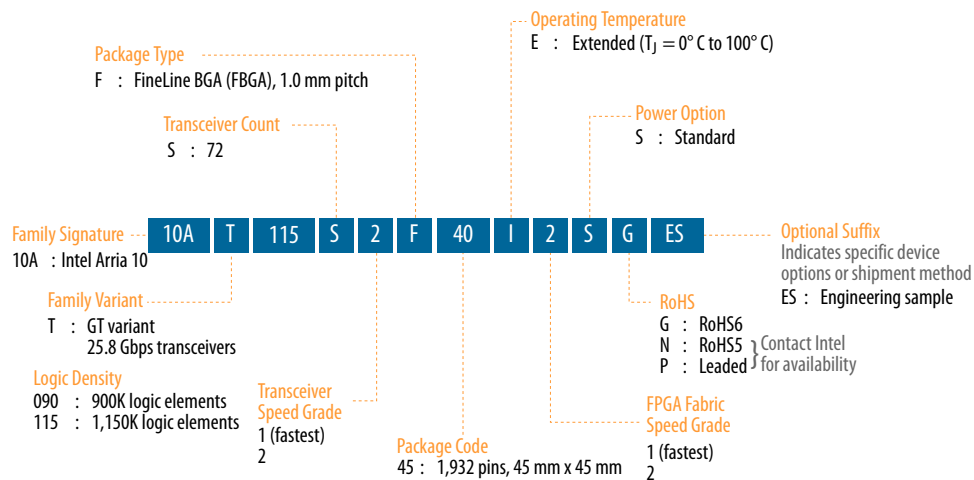 Operating Temperature
E : Extended (TJ = 0° C to 100° C)
Package Type
F : FineLine BGA (FBGA), 1.0 mm pitch
Power Option
S : Standard
Transceiver Count
S : 72
10A T 115 S 2 F 40 I 2 S G ES
Family Signature
10A : Intel Arria 10
Optional Suffix
Indicates specific device
options or shipment method
ES : Engineering sample
Family Variant
T : GT variant
25.8 Gbps transceivers
RoHS
G : RoHS6
N : RoHS5
P : Leaded
} Contact Intel
for availability
Logic Density
090 : 900K logic elements
115 : 1,150K logic elements
Transceiver
Speed Grade
1 (fastest)
2
Package Code
45 : 1,932 pins, 45 mm x 45 mm
FPGA Fabric
Speed Grade
1 (fastest)
2